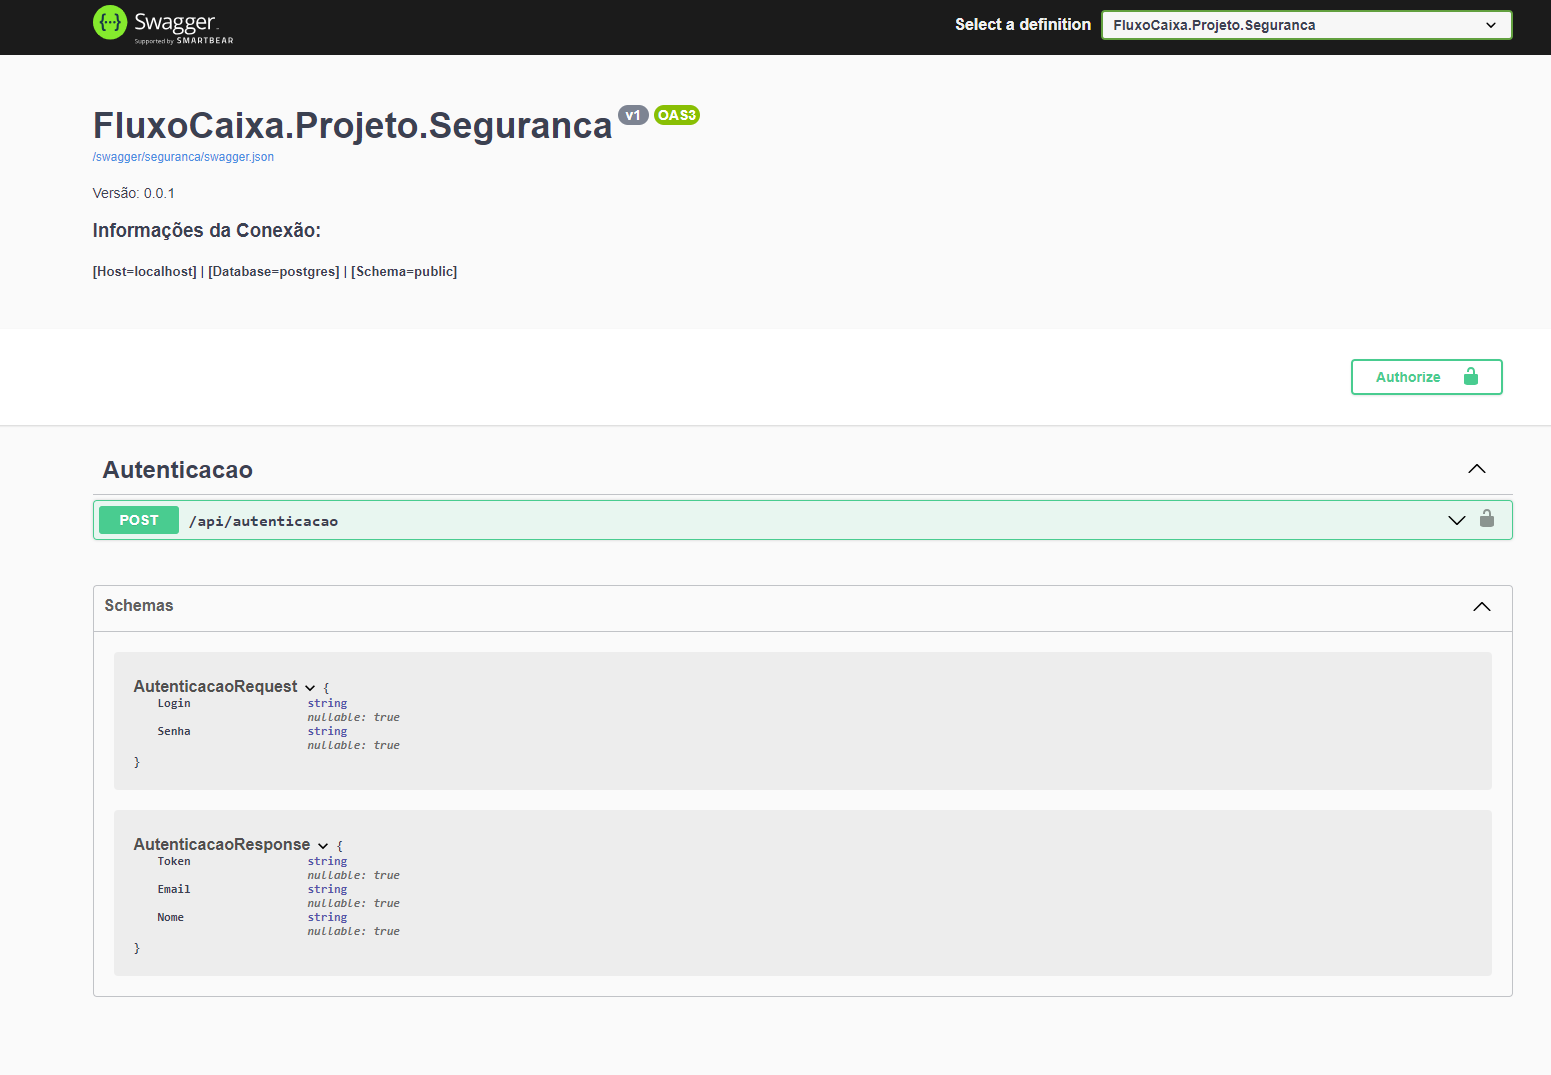 Swagger
Supported by SMARTBEAR
Select a definition
FluxoCaixa.Projeto.Seguranca
FluxoCaixa.Projeto.Seguranca v1 OAS3
/swagger/seguranca/swagger.json
Versão: 0.0.1
Informações da Conexão:
[Host=localhost] | [Database=postgres] | [Schema=public]
Authorize
Autenticacao
POST /api/autenticacao
Schemas
AutenticacaoRequest {
Login string
nullable: true
Senha string
nullable: true
}
AutenticacaoResponse {
Token string
nullable: true
Email string
nullable: true
Nome string
nullable: true
}